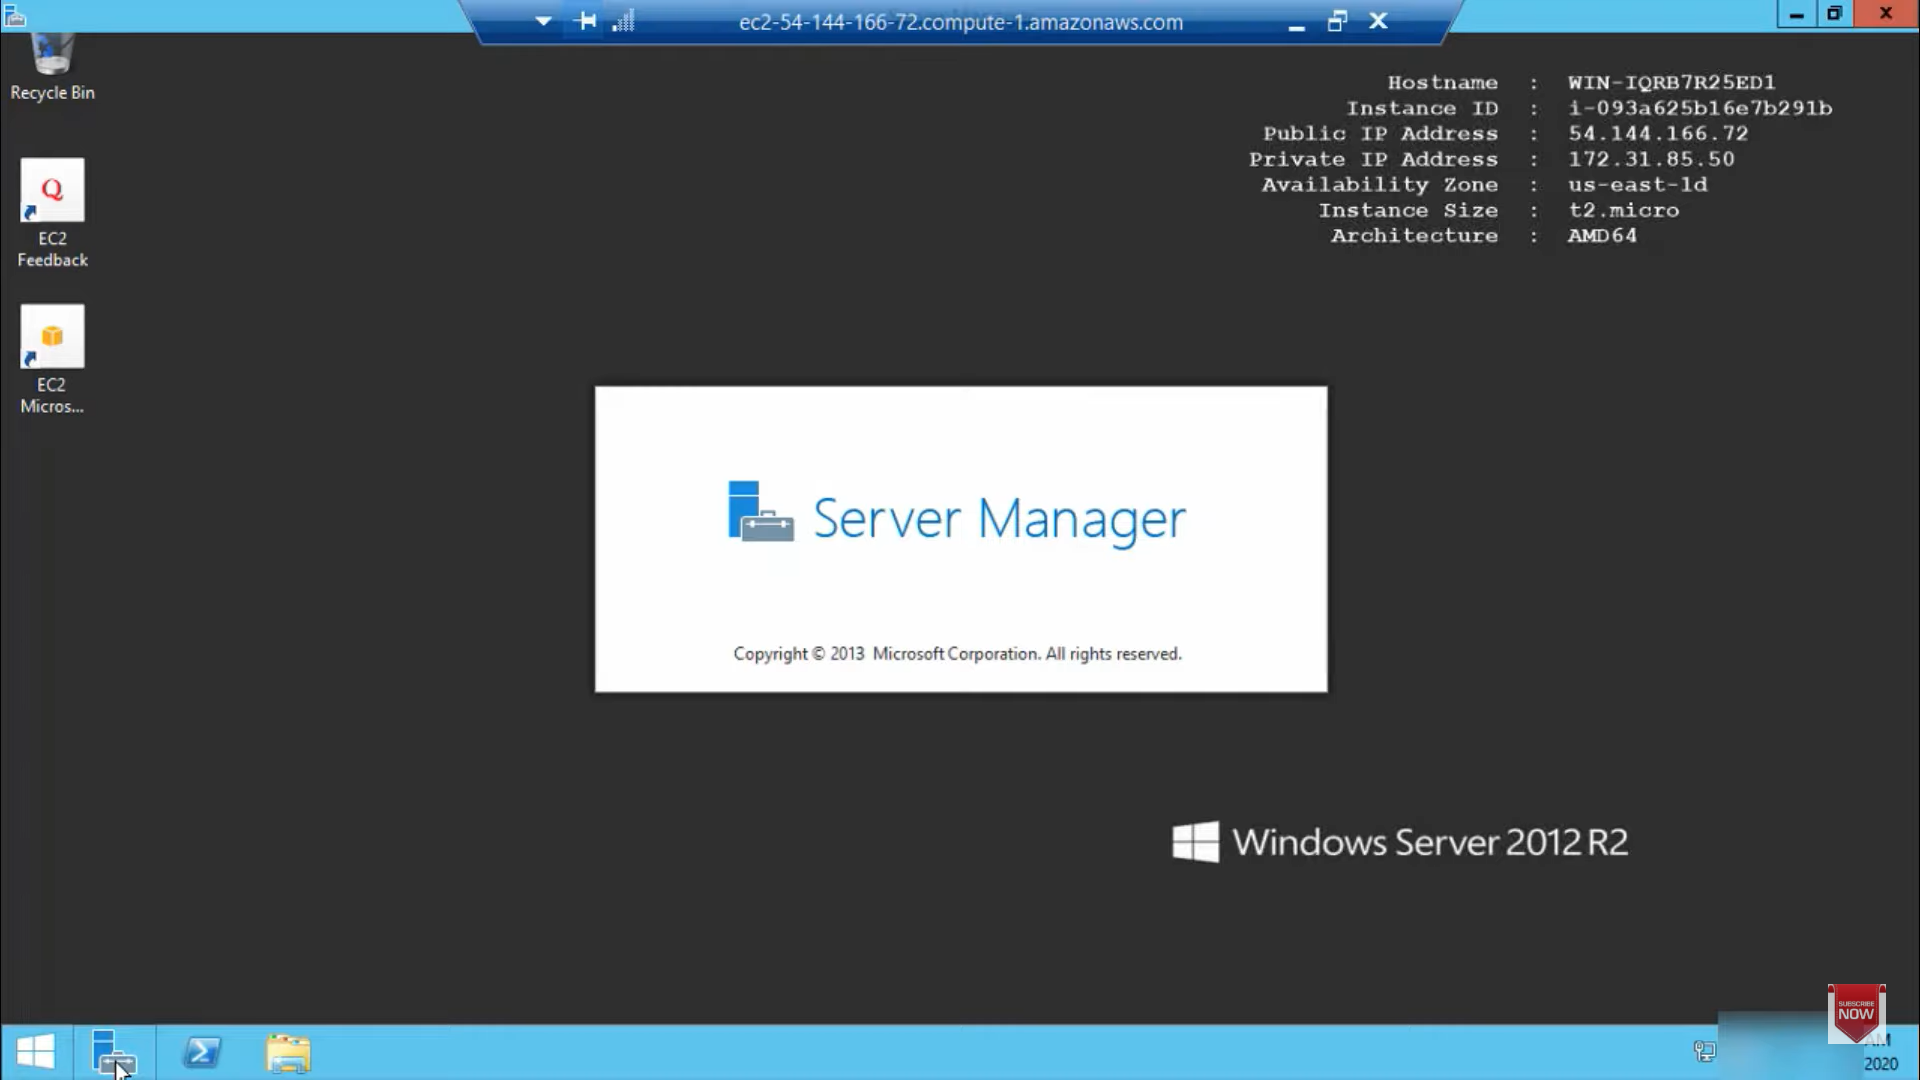 ec2-54-144-166-72.compute-1.amazonaws.com
Recycle Bin
Hostname : WIN-IQRB7R25ED1
Instance ID : i-093a625b16e7b291b
Public IP Address : 54.144.166.72
Private IP Address : 172.31.85.50
Availability Zone : us-east-1d
Instance Size : t2.micro
Architecture : AMD64
Q
EC2
Feedback
EC2
Micros...
Server Manager
Copyright © 2013 Microsoft Corporation. All rights reserved.
Windows Server 2012 R2
SUBSCRIBE
NOW
AM
2020